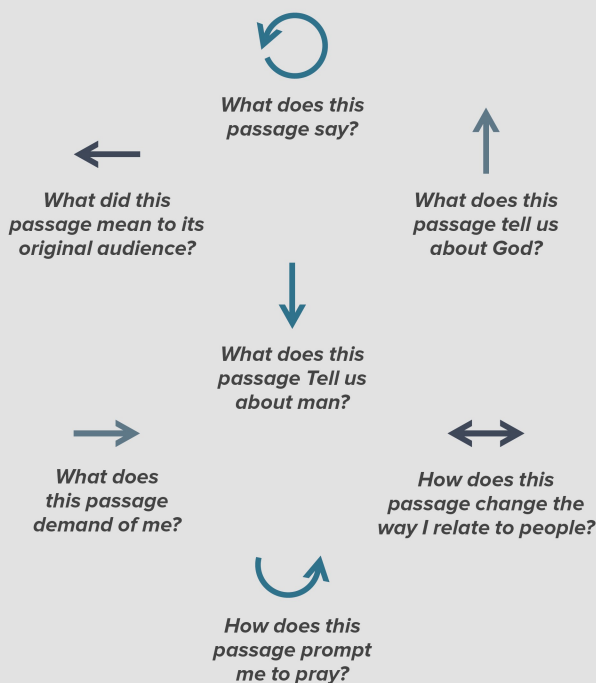 What does this
passage say?
What did this
passage mean to its
original audience?
What does this
passage tell us
about God?
What does this
passage Tell us
about man?
What does
this passage
demand of me?
How does this
passage change the
way I relate to people?
How does this
passage prompt
me to pray?